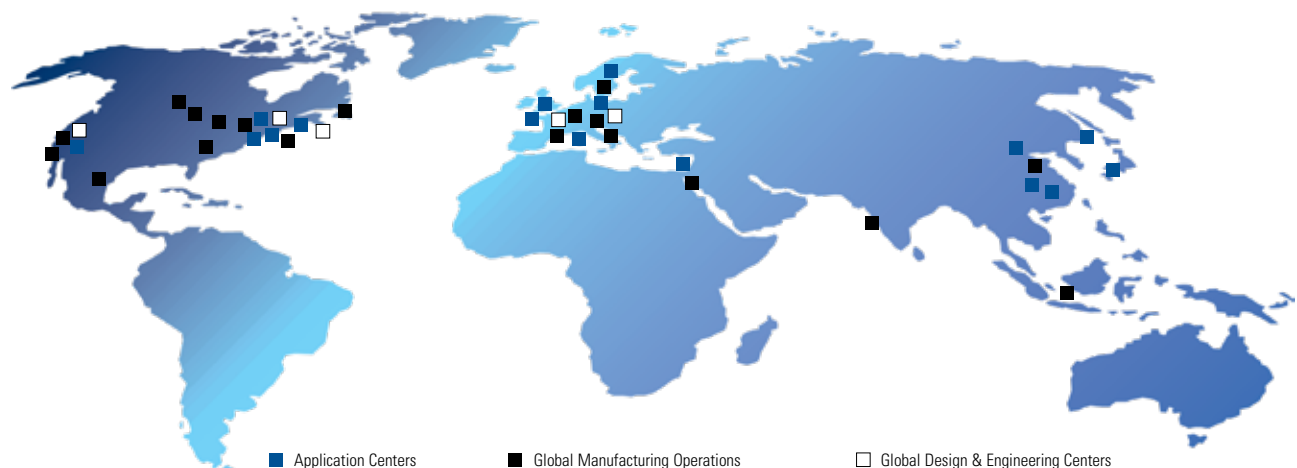 Application Centers
Global Manufacturing Operations
Global Design & Engineering Centers